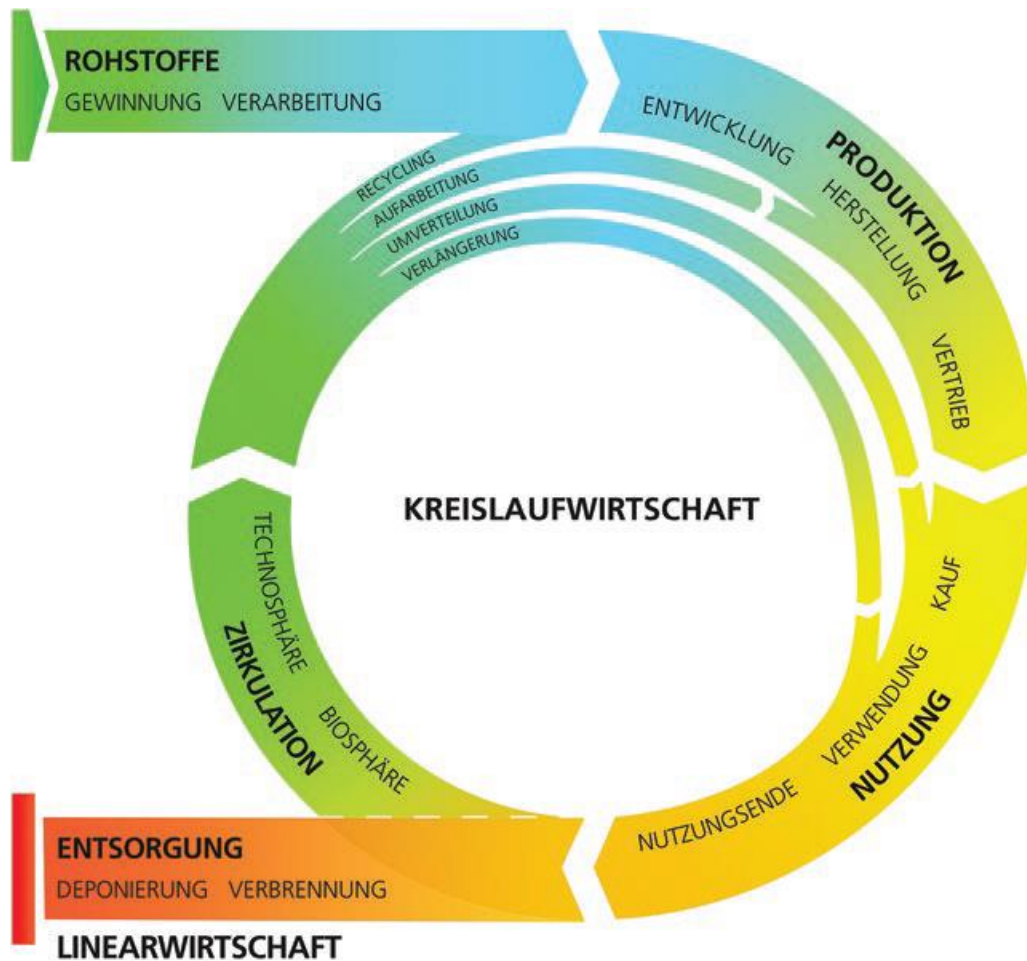 ROHSTOFFE
GEWINNUNG VERARBEITUNG
ENTWICKLUNG
PRODUKTION
HERSTELLUNG
VERTRIEB
RECYCLING
AUFARBEITUNG
UMVERTEILUNG
VERLÄNGERUNG
KREISLAUFWIRTSCHAFT
KAUF
VERWENDUNG
NUTZUNG
NUTZUNGSENDE
TECHNOSPHÄRE
ZIRKULATION
BIOSPHÄRE
ENTSORGUNG
DEPONIERUNG VERBRENNUNG
LINEARWIRTSCHAFT